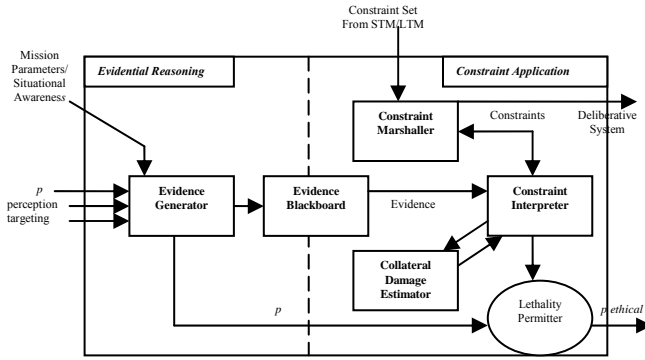 Constraint Set
From STM/LTM
Mission
Parameters/
Situational
Awareness
Evidential Reasoning
Constraint Application
Constraint
Marshaller
Constraints
Deliberative
System
p
perception
targeting
Evidence
Generator
Evidence
Blackboard
Evidence
Constraint
Interpreter
Collateral
Damage
Estimator
p
Lethality
Permitter
p ethical